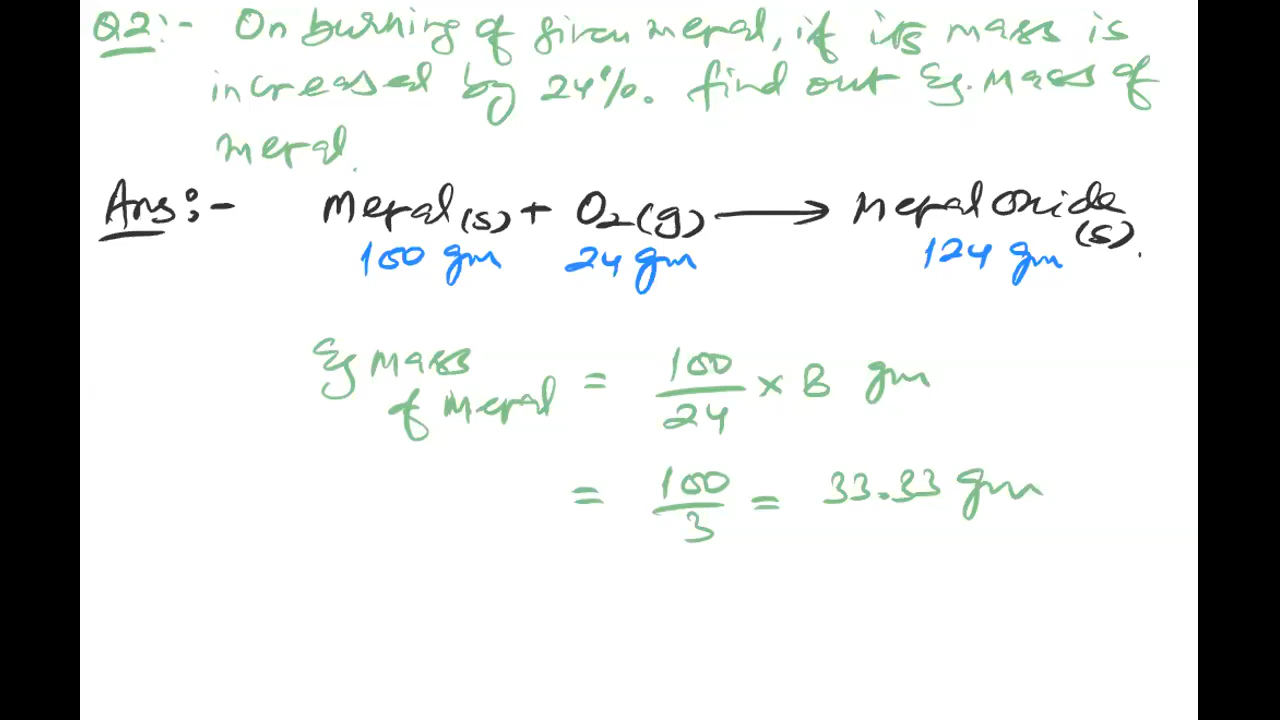 Q2:- On burning of given metal, if its mass is
increased by 24%. find out Eq. Mass of
metal.
Ans:- Metal(s) + O2(g) ⟶ Metal Oxide(s).
100 gm 24 gm 124 gm
Eq Mass of Metal = 100/24 × 8 gm
= 100/3 = 33.33 gm